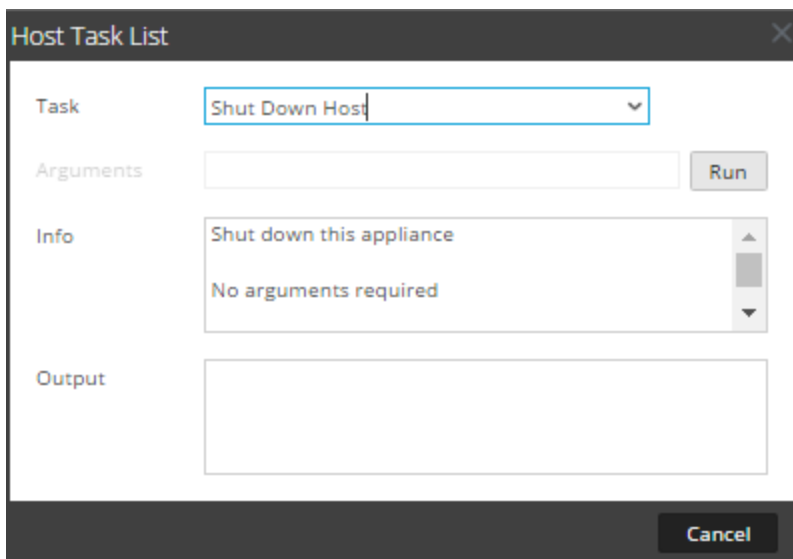 Host Task List
Task
Shut Down Host
Arguments
Run
Info
Shut down this appliance
No arguments required
Output
Cancel